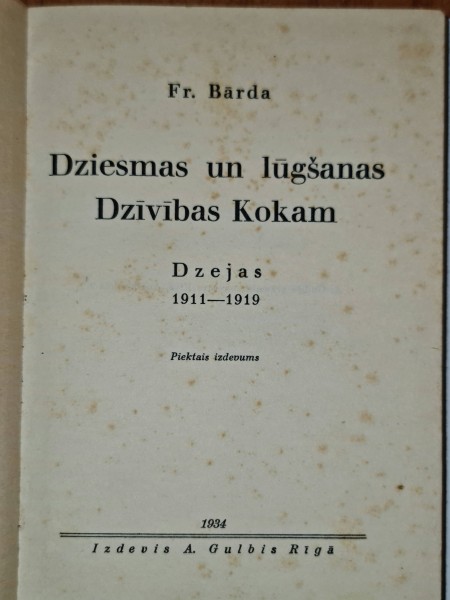 Fr. Bārda
Dziesmas un lūgšanas
Dzīvības Kokam
Dzejas
1911—1919
Piektais izdevums
1934
Izdevis A. Gulbis Rīgā